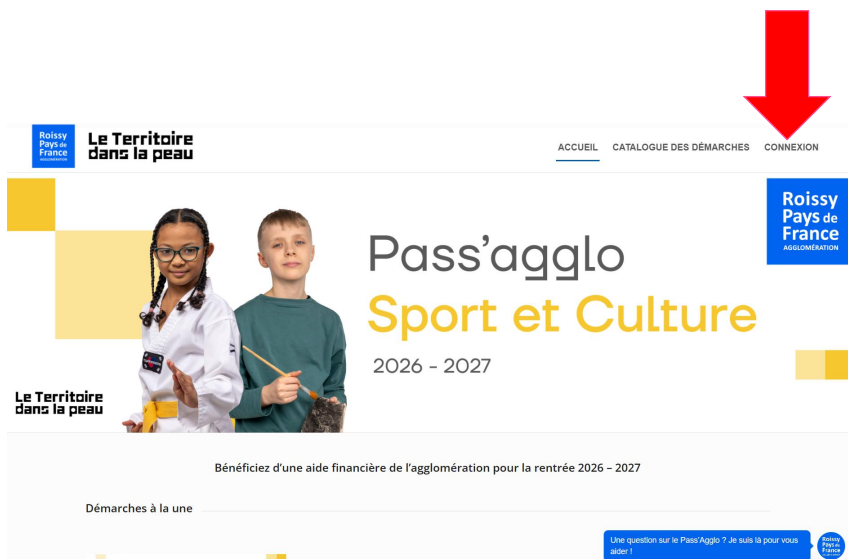 Roissy
Pays de
France
AGGLOMÉRATION
Le Territoire
dans la peau
ACCUEIL CATALOGUE DES DÉMARCHES CONNEXION
Roissy
Pays de
France
AGGLOMÉRATION
Pass'agglo
Sport et Culture
2026 - 2027
Le Territoire
dans la peau
Bénéficiez d'une aide financière de l'agglomération pour la rentrée 2026 – 2027
Démarches à la une
Une question sur le Pass'Agglo ? Je suis là pour vous
aider !
Roissy
Pays de
France